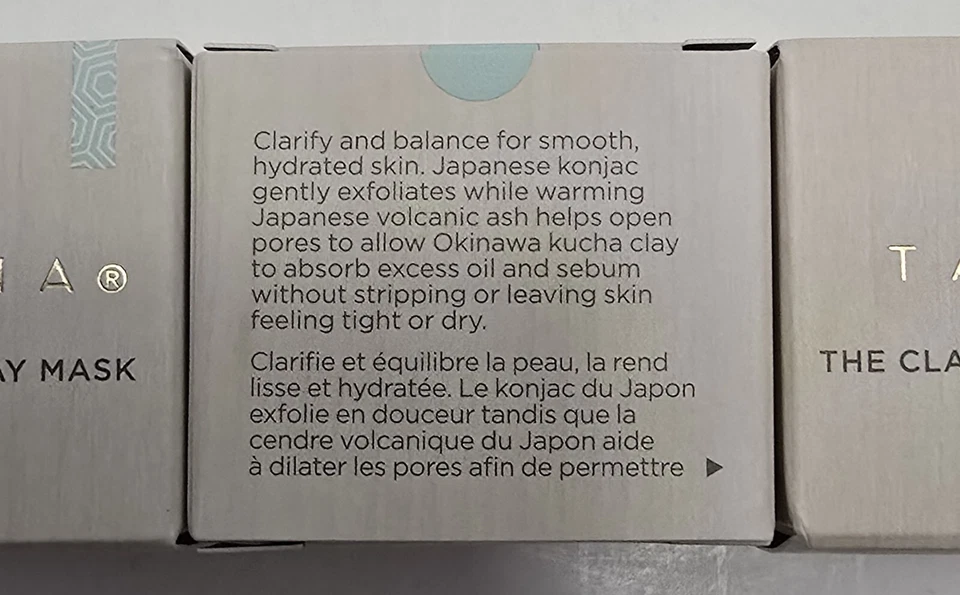 A®
AY MASK
Clarify and balance for smooth,
hydrated skin. Japanese konjac
gently exfoliates while warming
Japanese volcanic ash helps open
pores to allow Okinawa kucha clay
to absorb excess oil and sebum
without stripping or leaving skin
feeling tight or dry.
Clarifie et équilibre la peau, la rend
lisse et hydratée. Le konjac du Japon
exfolie en douceur tandis que la
cendre volcanique du Japon aide
à dilater les pores afin de permettre
T A
THE CLA